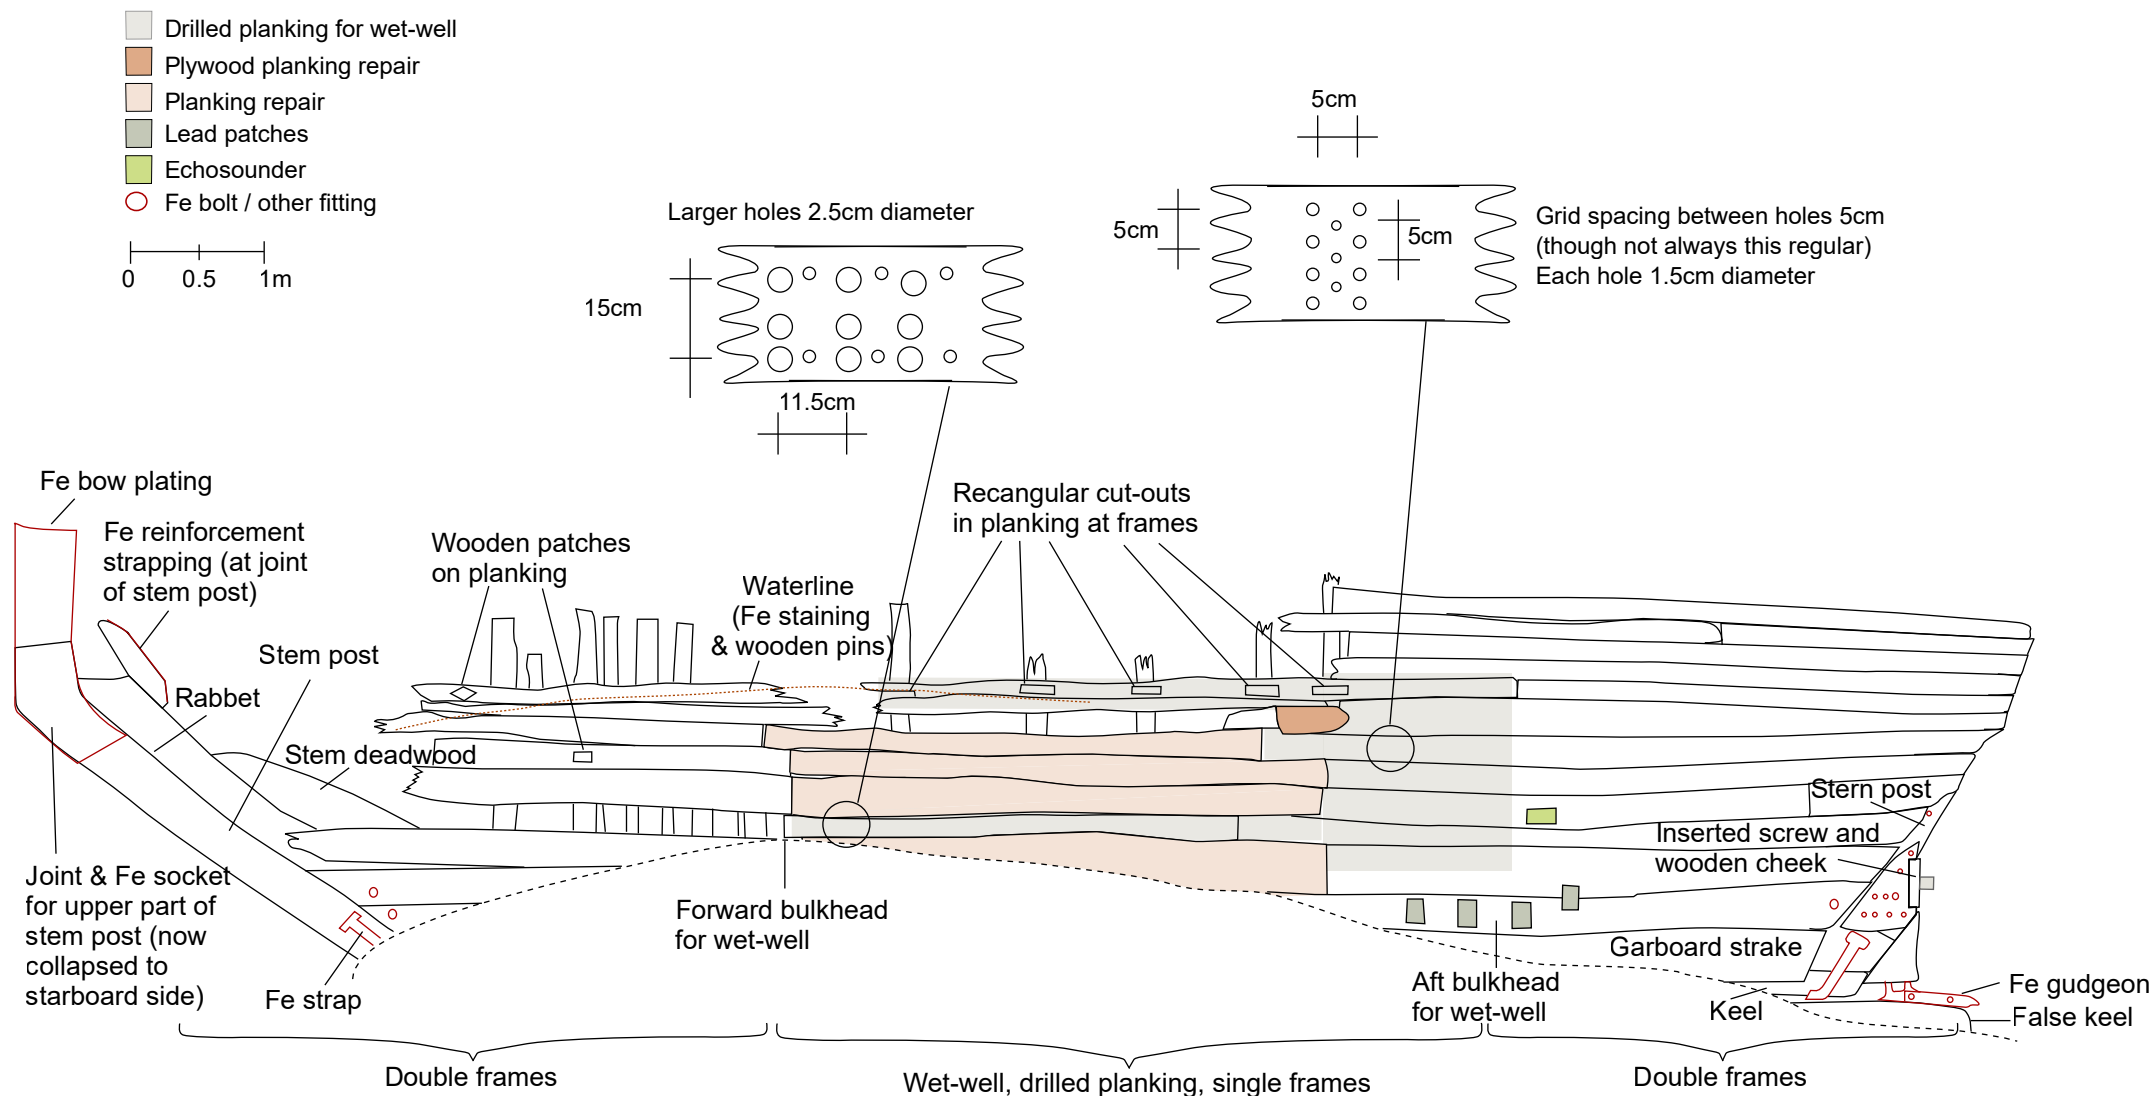 Drilled planking for wet-well
Plywood planking repair
Planking repair
Lead patches
Echosounder
Fe bolt / other fitting
0 0.5 1m
5cm
Larger holes 2.5cm diameter
15cm
11.5cm
5cm
5cm
Grid spacing between holes 5cm
(though not always this regular)
Each hole 1.5cm diameter
Fe bow plating
Fe reinforcement
strapping (at joint
of stem post)
Wooden patches
on planking
Recangular cut-outs
in planking at frames
Waterline
(Fe staining
& wooden pins)
Stem post
Rabbet
Stem deadwood
Stern post
Inserted screw and
wooden cheek
Joint & Fe socket
for upper part of
stem post (now
collapsed to
starboard side)
Fe strap
Forward bulkhead
for wet-well
Garboard strake
Aft bulkhead
for wet-well
Keel
Fe gudgeon
False keel
Double frames
Wet-well, drilled planking, single frames
Double frames